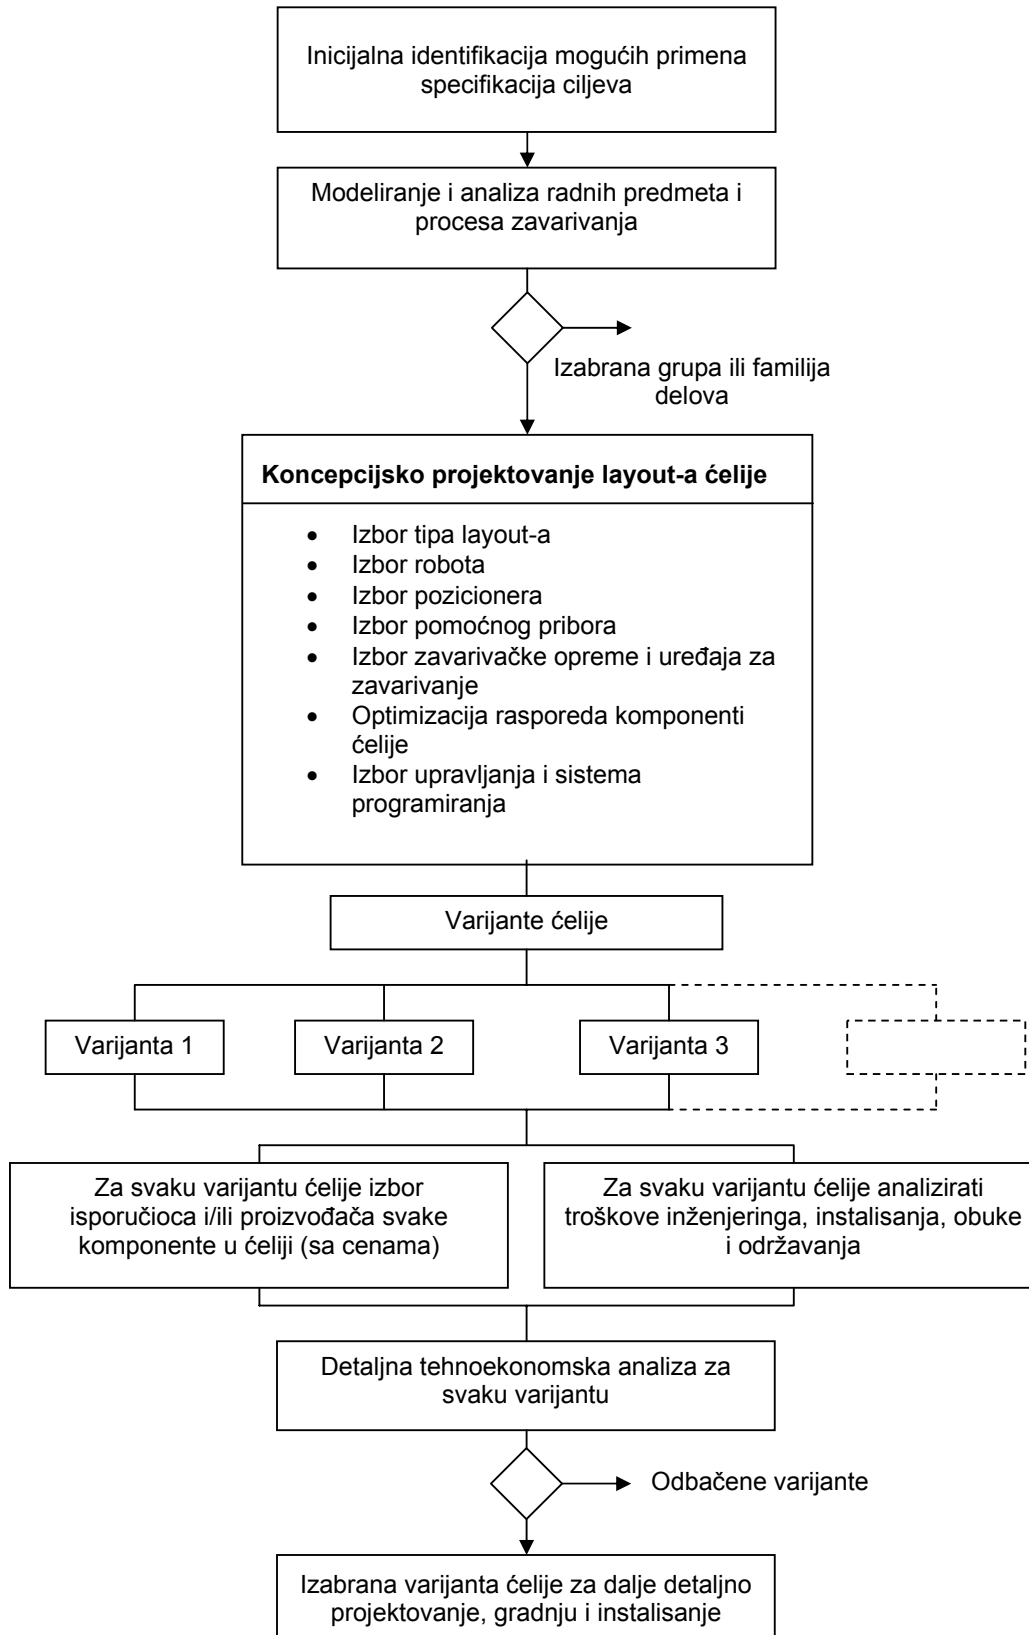 Inicijalna identifikacija mogućih primena
specifikacija ciljeva
Modeliranje i analiza radnih predmeta i
procesa zavarivanja
Izabrana grupa ili familija
delova
Koncepcijsko projektovanje layout-a ćelije
• Izbor tipa layout-a
• Izbor robota
• Izbor pozicionera
• Izbor pomoćnog pribora
• Izbor zavarivačke opreme i uređaja za
zavarivanje
• Optimizacija rasporeda komponenti
ćelije
• Izbor upravljanja i sistema
programiranja
Varijante ćelije
Varijanta 1
Varijanta 2
Varijanta 3
Za svaku varijantu ćelije izbor
isporučioca i/ili proizvođača svake
komponente u ćeliji (sa cenama)
Za svaku varijantu ćelije analizirati
troškove inženjeringa, instalisanja, obuke
i održavanja
Detaljna tehnoekonomska analiza za
svaku varijantu
Odbačene varijante
Izabrana varijanta ćelije za dalje detaljno
projektovanje, gradnju i instalisanje